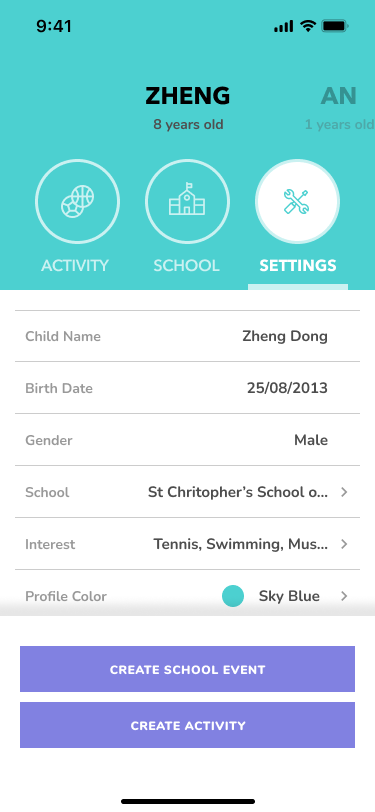 9:41
ZHENG AN
8 years old 1 years old
ACTIVITY SCHOOL SETTINGS
Child Name Zheng Dong
Birth Date 25/08/2013
Gender Male
School St Chritopher’s School o...
Interest Tennis, Swimming, Mus...
Profile Color Sky Blue
CREATE SCHOOL EVENT
CREATE ACTIVITY